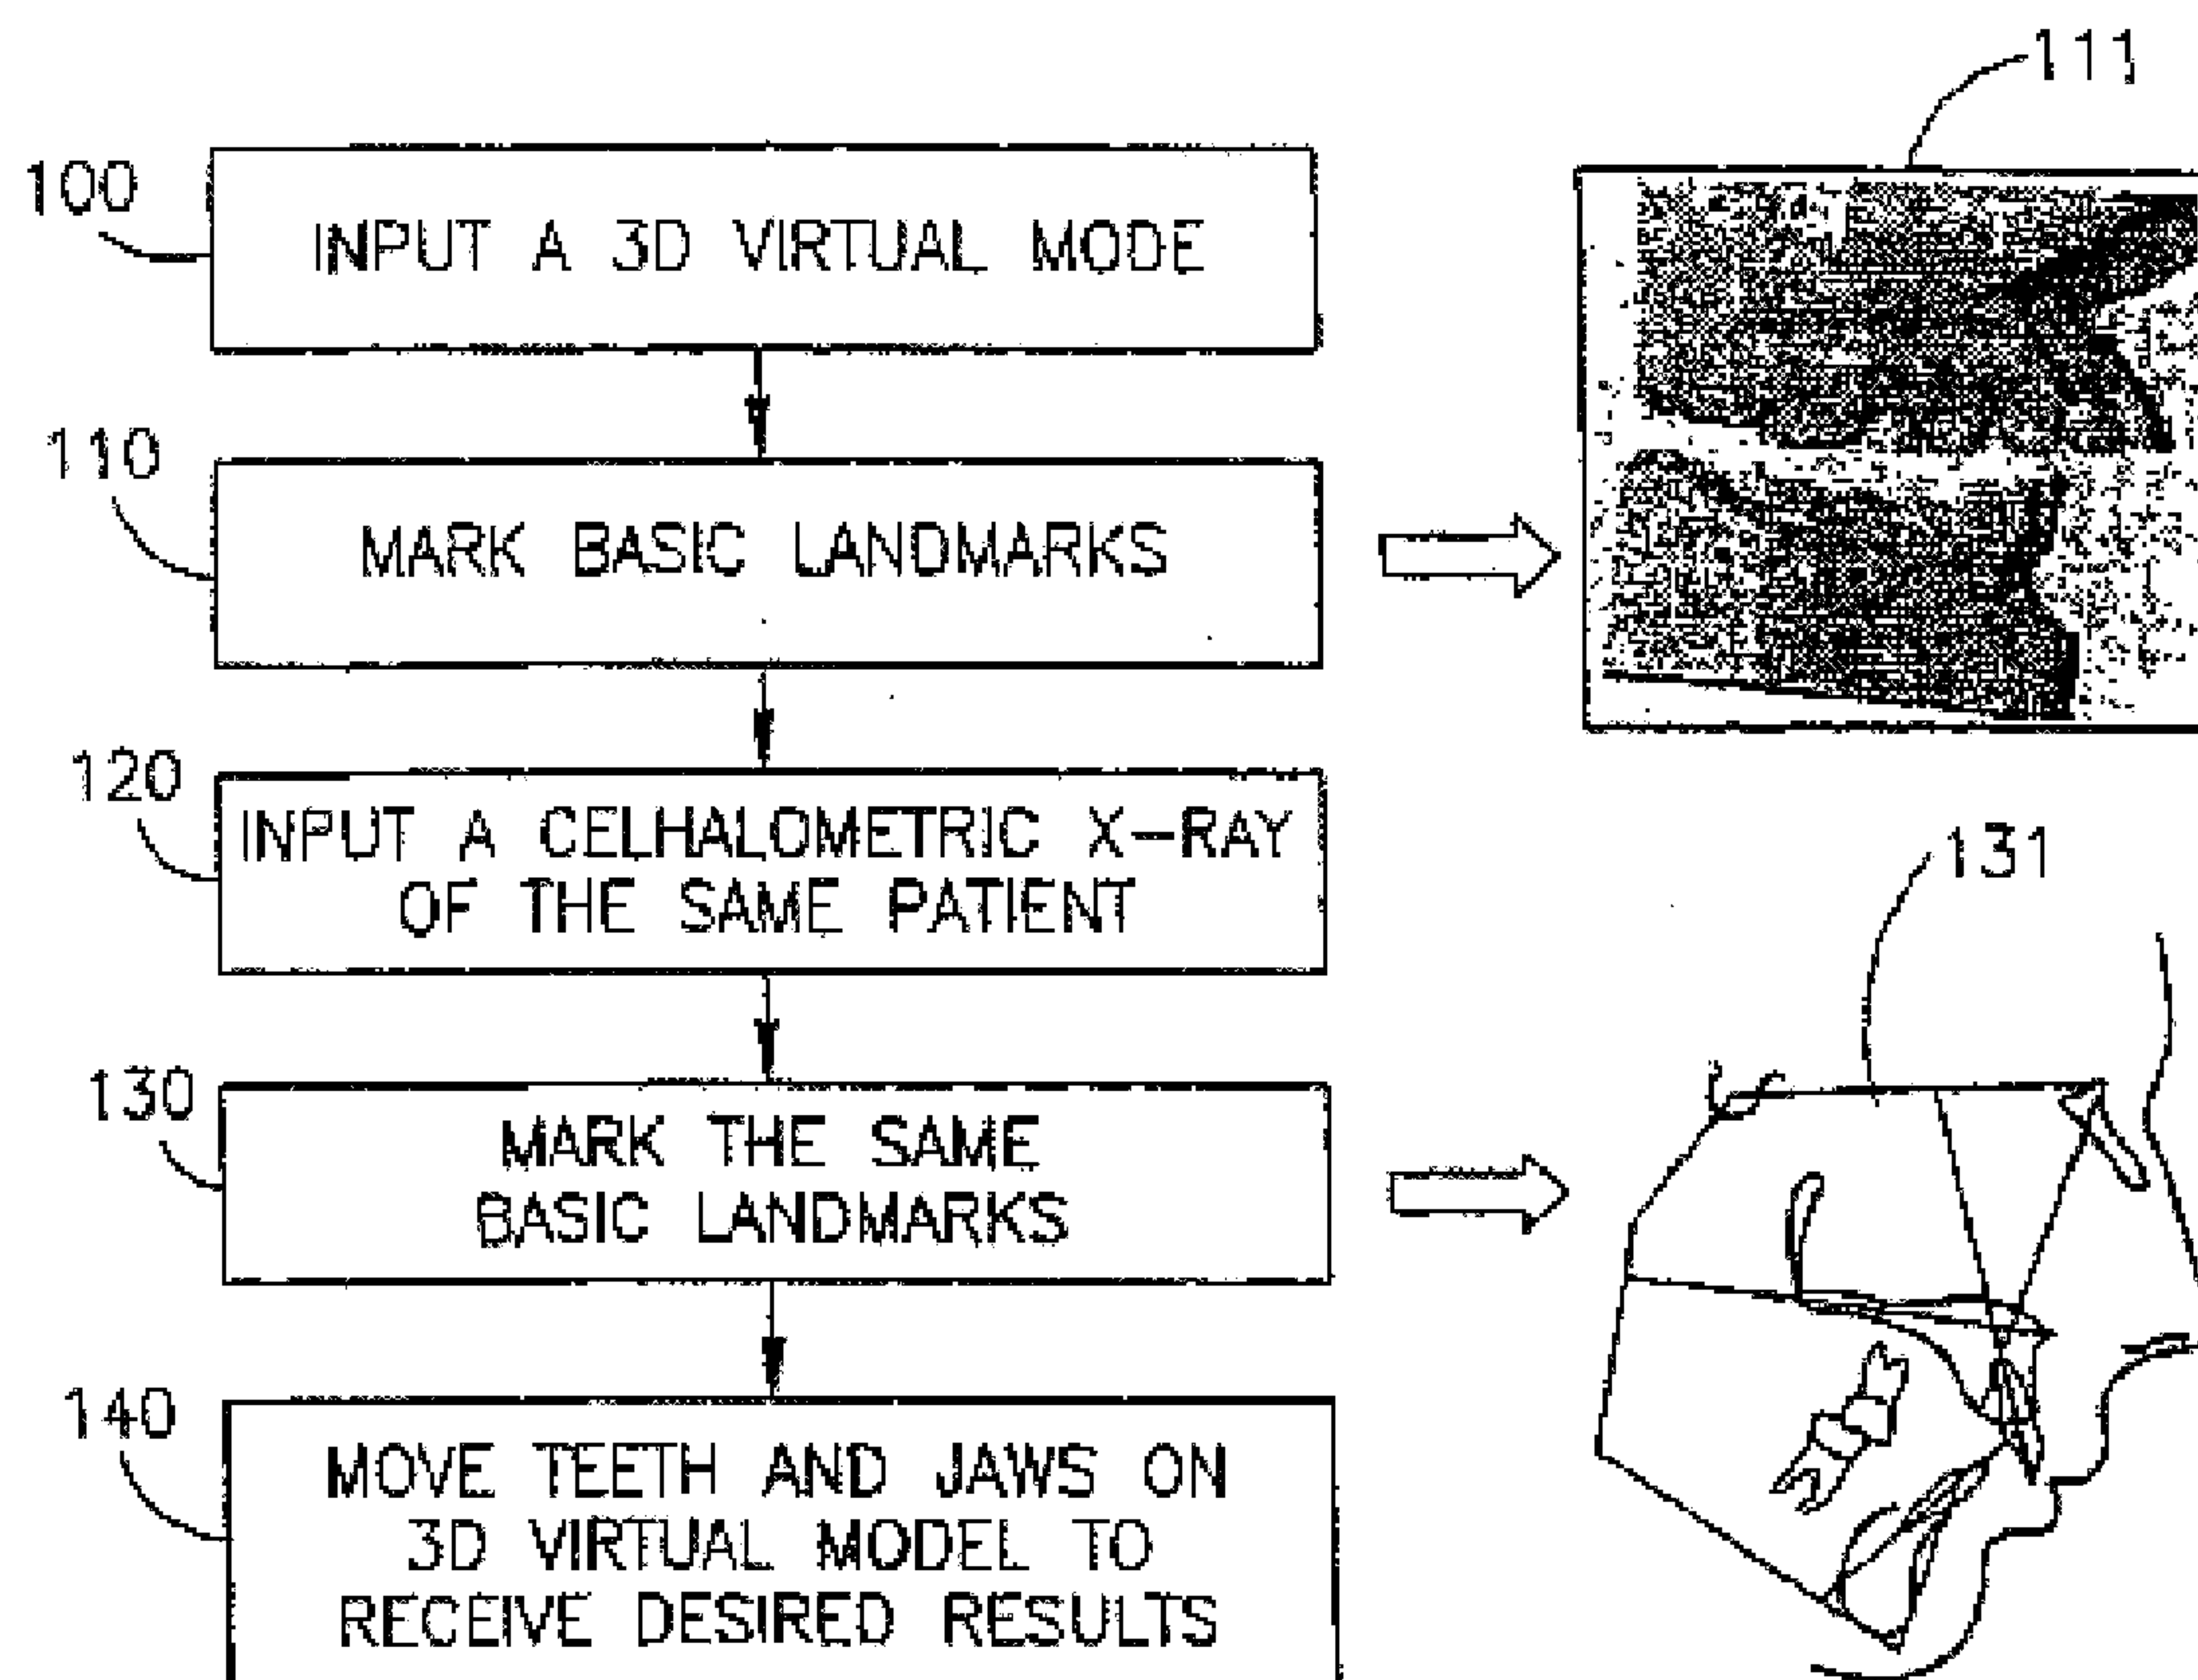 111
100
INPUT A 3D VIRTUAL MODE
110
MARK BASIC LANDMARKS
120
INPUT A CELHALOMETRIC X-RAY
OF THE SAME PATIENT
131
130
MARK THE SAME
BASIC LANDMARKS
140
MOVE TEETH AND JAWS ON
3D VIRTUAL MODEL TO
RECEIVE DESIRED RESULTS